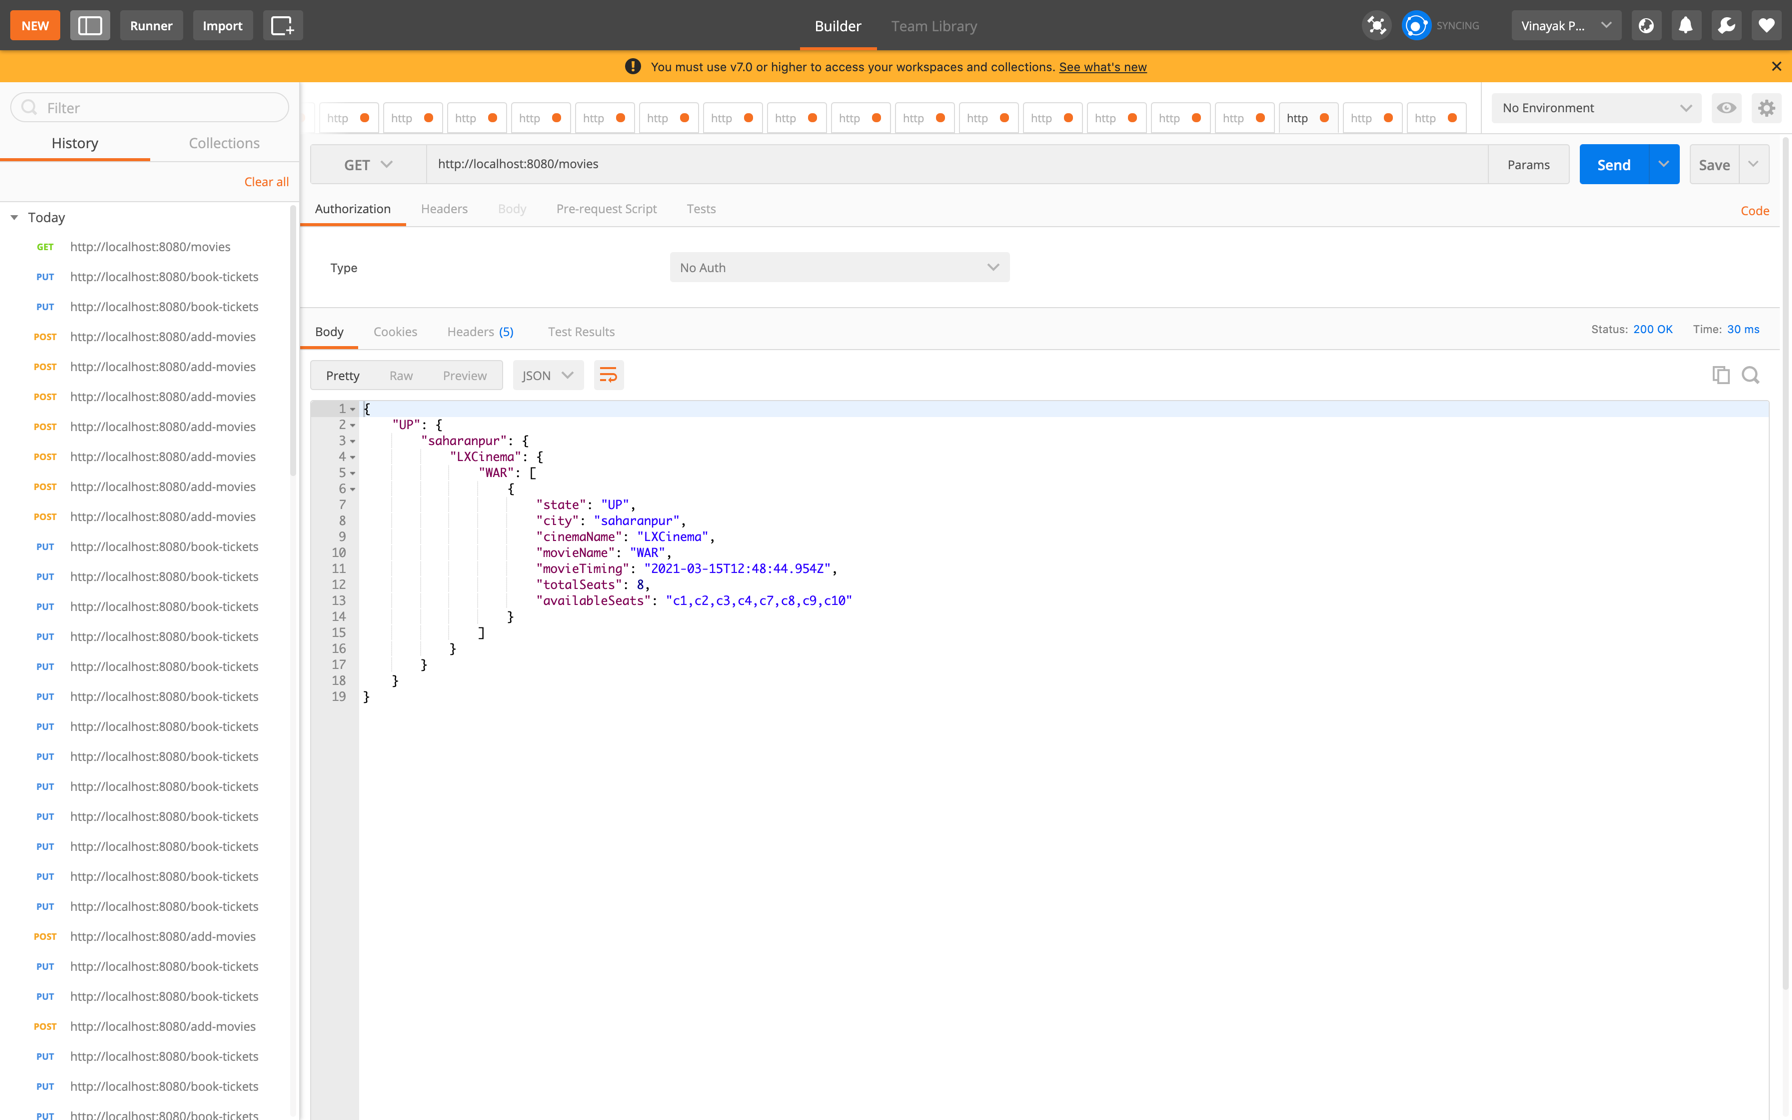 NEW Runner Import Builder Team Library SYNCING Vinayak P...
You must use v7.0 or higher to access your workspaces and collections. See what's new
Filter
History Collections
Clear all
Today
GET http://localhost:8080/movies
PUT http://localhost:8080/book-tickets
PUT http://localhost:8080/book-tickets
POST http://localhost:8080/add-movies
POST http://localhost:8080/add-movies
POST http://localhost:8080/add-movies
POST http://localhost:8080/add-movies
POST http://localhost:8080/add-movies
POST http://localhost:8080/add-movies
POST http://localhost:8080/add-movies
PUT http://localhost:8080/book-tickets
PUT http://localhost:8080/book-tickets
PUT http://localhost:8080/book-tickets
PUT http://localhost:8080/book-tickets
PUT http://localhost:8080/book-tickets
PUT http://localhost:8080/book-tickets
PUT http://localhost:8080/book-tickets
PUT http://localhost:8080/book-tickets
PUT http://localhost:8080/book-tickets
PUT http://localhost:8080/book-tickets
PUT http://localhost:8080/book-tickets
PUT http://localhost:8080/book-tickets
PUT http://localhost:8080/book-tickets
POST http://localhost:8080/add-movies
PUT http://localhost:8080/book-tickets
PUT http://localhost:8080/book-tickets
POST http://localhost:8080/add-movies
PUT http://localhost:8080/book-tickets
PUT http://localhost:8080/book-tickets
PUT http://localhost:8080/book-tickets
http http http http http http http http http http http http http http http http http http
No Environment
GET http://localhost:8080/movies Params Send Save
Authorization Headers Body Pre-request Script Tests Code
Type No Auth
Body Cookies Headers (5) Test Results Status: 200 OK Time: 30 ms
Pretty Raw Preview JSON
1 {
2 "UP": {
3 "saharanpur": {
4 "LXCinema": {
5 "WAR": [
6 {
7 "state": "UP",
8 "city": "saharanpur",
9 "cinemaName": "LXCinema",
10 "movieName": "WAR",
11 "movieTiming": "2021-03-15T12:48:44.954Z",
12 "totalSeats": 8,
13 "availableSeats": "c1,c2,c3,c4,c7,c8,c9,c10"
14 }
15 ]
16 }
17 }
18 }
19 }